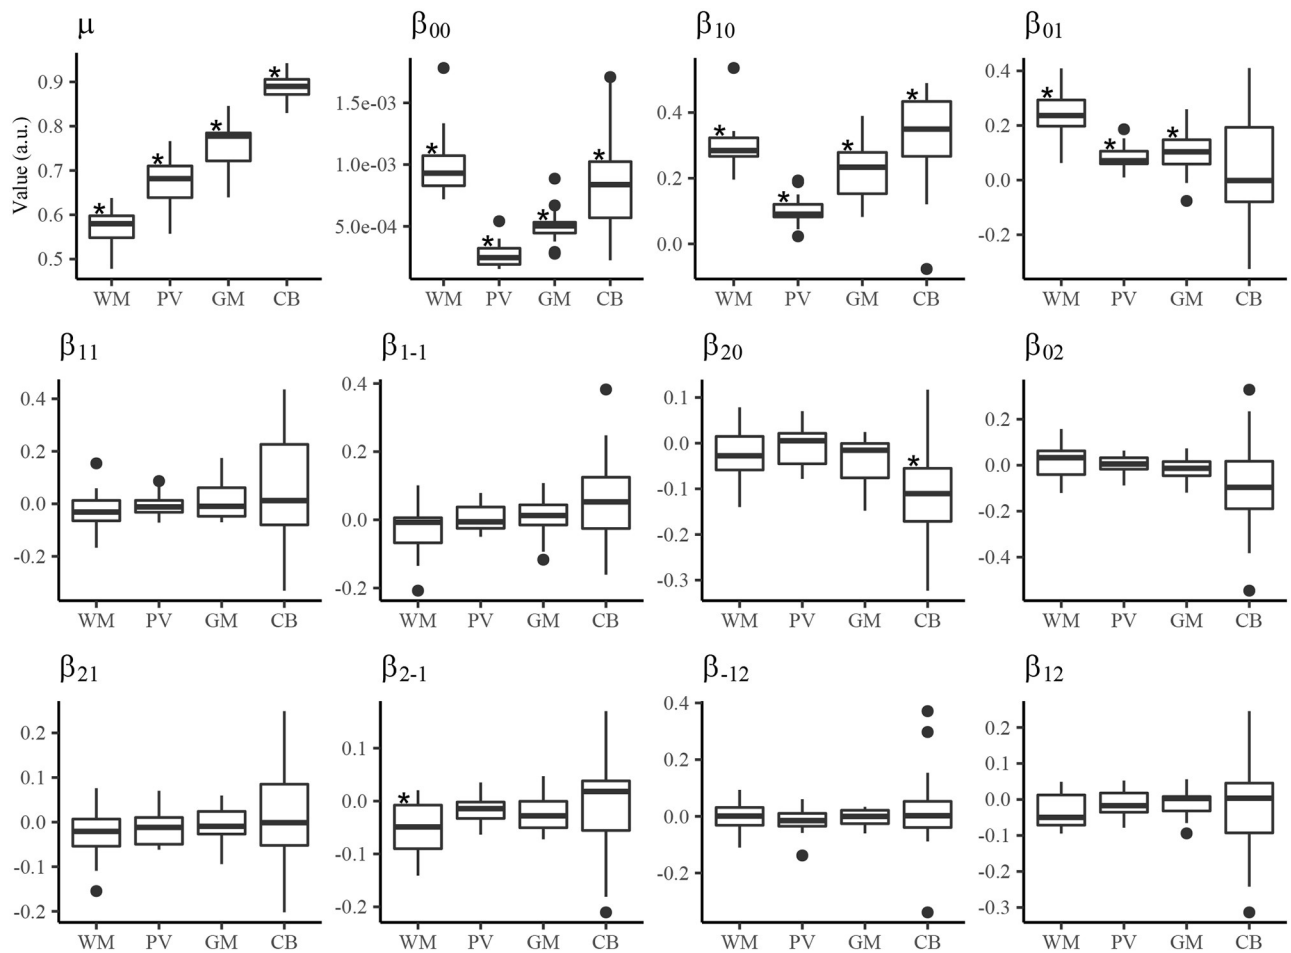 μ
β00
β10
β01
Value (a.u.)
0.9
0.8
0.7
0.6
0.5
* * * *
WM PV GM CB
1.5e-03
1.0e-03
5.0e-04
* * * *
WM PV GM CB
0.4
0.2
0.0
* * * *
WM PV GM CB
0.4
0.2
0.0
-0.2
* * *
WM PV GM CB
β11
β1-1
β20
β02
0.4
0.2
0.0
-0.2
WM PV GM CB
0.4
0.2
0.0
-0.2
WM PV GM CB
0.1
0.0
-0.1
-0.2
-0.3
*
WM PV GM CB
0.2
0.0
-0.2
-0.4
WM PV GM CB
β21
β2-1
β-12
β12
0.2
0.1
0.0
-0.1
-0.2
WM PV GM CB
0.1
0.0
-0.1
-0.2
*
WM PV GM CB
0.4
0.2
0.0
-0.2
WM PV GM CB
0.2
0.1
0.0
-0.1
-0.2
-0.3
WM PV GM CB